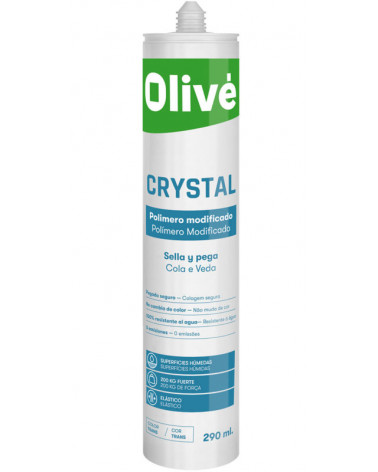 Olivé
CRYSTAL
Polímero modificado
Polímero Modificado
Sella y pega
Cola e Veda
Pegado seguro — Colagem segura
No cambia de color — Não muda de cor
100% resistente al agua — Resistente à água
0 emisiones — 0 emissões
SUPERFICIES HÚMEDAS
SUPERFÍCIES HÚMIDAS
200 KG FUERTE
200 KG DE FORÇA
ELÁSTICO
ELÁSTICO
COLOR TRANS
COR TRANS
290 ml.